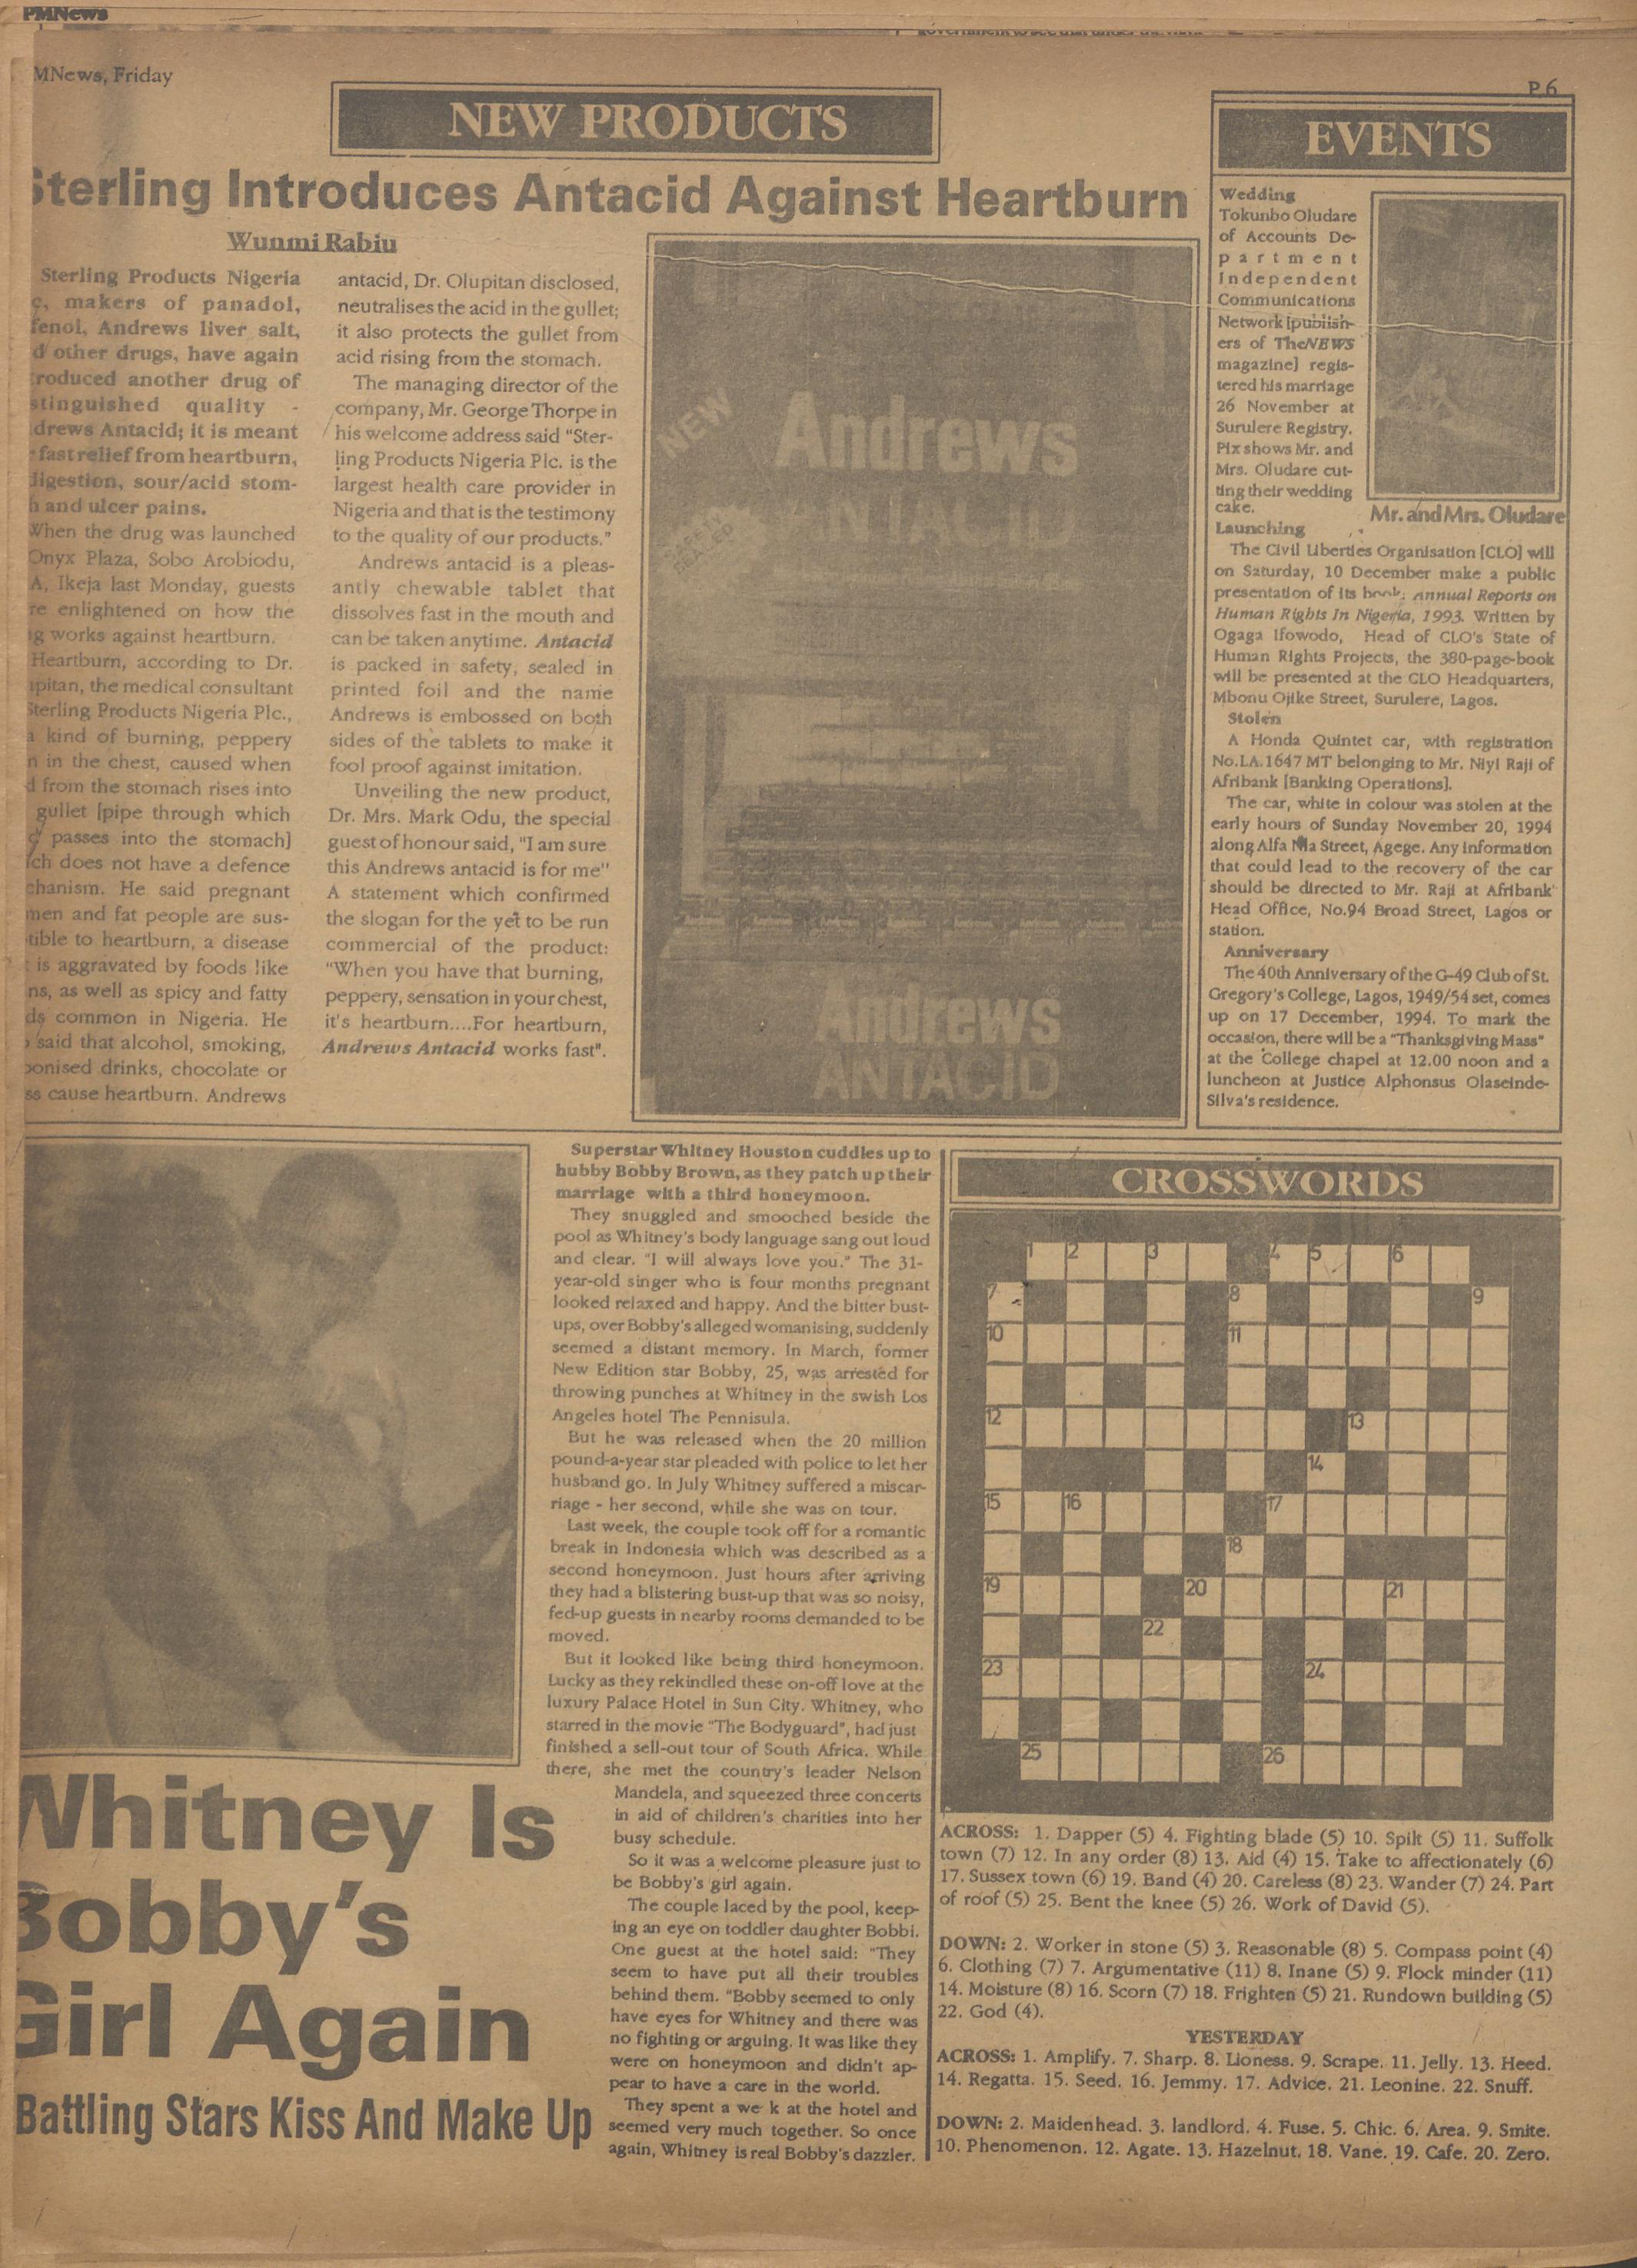 PMNews
MNews, Friday
P.6
NEW PRODUCTS
Sterling Introduces Antacid Against Heartburn
Wunmi Rabiu
Sterling Products Nigeria
c, makers of panadol,
fenol, Andrews liver salt,
d other drugs, have again
troduced another drug of
stinguished quality -
drews Antacid; it is meant
fast relief from heartburn,
digestion, sour/acid stom-
h and ulcer pains.
When the drug was launched
Onyx Plaza, Sobo Arobiodu,
A, Ikeja last Monday, guests
re enlightened on how the
ig works against heartburn.
Heartburn, according to Dr.
upitan, the medical consultant
Sterling Products Nigeria Plc.,
a kind of burning, peppery
n in the chest, caused when
d from the stomach rises into
gullet [pipe through which
d passes into the stomach]
ich does not have a defence
chanism. He said pregnant
men and fat people are sus-
tible to heartburn, a disease
t is aggravated by foods like
ns, as well as spicy and fatty
ds common in Nigeria. He
o said that alcohol, smoking,
bonised drinks, chocolate or
ss cause heartburn. Andrews
antacid, Dr. Olupitan disclosed,
neutralises the acid in the gullet;
it also protects the gullet from
acid rising from the stomach.
The managing director of the
company, Mr. George Thorpe in
his welcome address said "Ster-
ling Products Nigeria Plc. is the
largest health care provider in
Nigeria and that is the testimony
to the quality of our products."
Andrews antacid is a pleas-
antly chewable tablet that
dissolves fast in the mouth and
can be taken anytime. Antacid
is packed in safety, sealed in
printed foil and the name
Andrews is embossed on both
sides of the tablets to make it
fool proof against imitation.
Unveiling the new product,
Dr. Mrs. Mark Odu, the special
guest of honour said, "I am sure
this Andrews antacid is for me"
A statement which confirmed
the slogan for the yet to be run
commercial of the product:
"When you have that burning,
peppery, sensation in your chest,
it's heartburn....For heartburn,
Andrews Antacid works fast".
NEW
Andrews
ANTACID
Andrews
ANTACID
EVENTS
Wedding
Tokunbo Oludare
of Accounts De-
partment
Independent
Communications
Network [publish-
ers of TheNEWS
magazine] regis-
tered his marriage
26 November at
Surulere Registry.
Pix shows Mr. and
Mrs. Oludare cut-
ting their wedding
cake.
Mr. and Mrs. Oludare
Launching
The Civil Liberties Organisation [CLO] will
on Saturday, 10 December make a public
presentation of its book: Annual Reports on
Human Rights In Nigeria, 1993. Written by
Ogaga Ifowodo, Head of CLO's State of
Human Rights Projects, the 380-page-book
will be presented at the CLO Headquarters,
Mbonu Ojike Street, Surulere, Lagos.
Stolen
A Honda Quintet car, with registration
No.LA.1647 MT belonging to Mr. Niyi Raji of
Afribank [Banking Operations].
The car, white in colour was stolen at the
early hours of Sunday November 20, 1994
along Alfa Nla Street, Agege. Any information
that could lead to the recovery of the car
should be directed to Mr. Raji at Afribank
Head Office, No.94 Broad Street, Lagos or
station.
Anniversary
The 40th Anniversary of the G-49 Club of St.
Gregory's College, Lagos, 1949/54 set, comes
up on 17 December, 1994. To mark the
occasion, there will be a "Thanksgiving Mass"
at the College chapel at 12.00 noon and a
luncheon at Justice Alphonsus Olaseinde-
Silva's residence.
Whitney Is
Bobby's
Girl Again
Battling Stars Kiss And Make Up
Superstar Whitney Houston cuddles up to
hubby Bobby Brown, as they patch up their
marriage with a third honeymoon.
They snuggled and smooched beside the
pool as Whitney's body language sang out loud
and clear. "I will always love you." The 31-
year-old singer who is four months pregnant
looked relaxed and happy. And the bitter bust-
ups, over Bobby's alleged womanising, suddenly
seemed a distant memory. In March, former
New Edition star Bobby, 25, was arrested for
throwing punches at Whitney in the swish Los
Angeles hotel The Pennisula.
But he was released when the 20 million
pound-a-year star pleaded with police to let her
husband go. In July Whitney suffered a miscar-
riage - her second, while she was on tour.
Last week, the couple took off for a romantic
break in Indonesia which was described as a
second honeymoon. Just hours after arriving
they had a blistering bust-up that was so noisy,
fed-up guests in nearby rooms demanded to be
moved.
But it looked like being third honeymoon.
Lucky as they rekindled these on-off love at the
luxury Palace Hotel in Sun City. Whitney, who
starred in the movie "The Bodyguard", had just
finished a sell-out tour of South Africa. While
there, she met the country's leader Nelson
Mandela, and squeezed three concerts
in aid of children's charities into her
busy schedule.
So it was a welcome pleasure just to
be Bobby's girl again.
The couple laced by the pool, keep-
ing an eye on toddler daughter Bobbi.
One guest at the hotel said: "They
seem to have put all their troubles
behind them. "Bobby seemed to only
have eyes for Whitney and there was
no fighting or arguing. It was like they
were on honeymoon and didn't ap-
pear to have a care in the world.
They spent a we k at the hotel and
seemed very much together. So once
again, Whitney is real Bobby's dazzler.
CROSSWORDS
1 2 3 4 5 6
7 8 9
10 11
12 13
14
15 16 17
18
19 20 21
22
23 24
25 26
ACROSS: 1. Dapper (5) 4. Fighting blade (5) 10. Spilt (5) 11. Suffolk
town (7) 12. In any order (8) 13. Aid (4) 15. Take to affectionately (6)
17. Sussex town (6) 19. Band (4) 20. Careless (8) 23. Wander (7) 24. Part
of roof (5) 25. Bent the knee (5) 26. Work of David (5).
DOWN: 2. Worker in stone (5) 3. Reasonable (8) 5. Compass point (4)
6. Clothing (7) 7. Argumentative (11) 8. Inane (5) 9. Flock minder (11)
14. Moisture (8) 16. Scorn (7) 18. Frighten (5) 21. Rundown building (5)
22. God (4).
YESTERDAY
ACROSS: 1. Amplify. 7. Sharp. 8. Lioness. 9. Scrape. 11. Jelly. 13. Heed.
14. Regatta. 15. Seed. 16. Jemmy. 17. Advice. 21. Leonine. 22. Snuff.
DOWN: 2. Maidenhead. 3. landlord. 4. Fuse. 5. Chic. 6. Area. 9. Smite.
10. Phenomenon. 12. Agate. 13. Hazelnut. 18. Vane. 19. Cafe. 20. Zero.